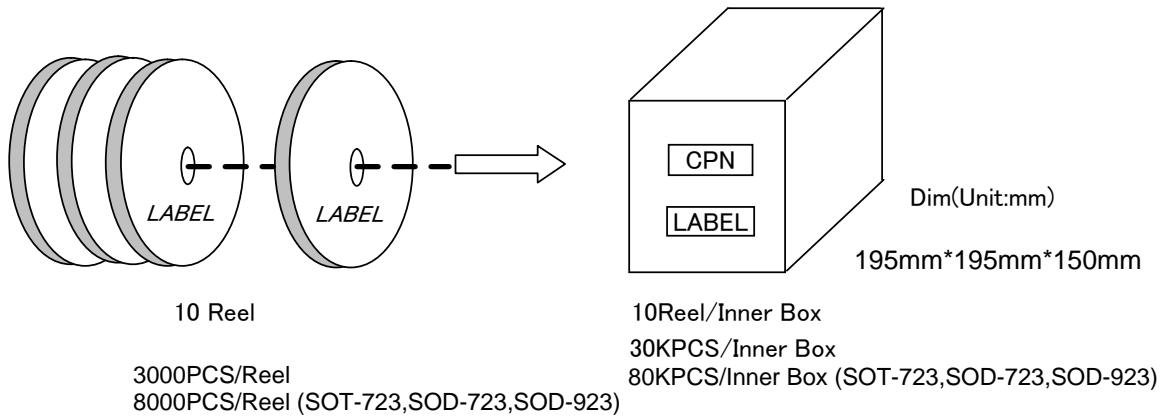 LABEL
LABEL
CPN
LABEL
Dim(Unit:mm)
195mm*195mm*150mm
10 Reel
3000PCS/Reel
8000PCS/Reel (SOT-723,SOD-723,SOD-923)
10Reel/Inner Box
30KPCS/Inner Box
80KPCS/Inner Box (SOT-723,SOD-723,SOD-923)